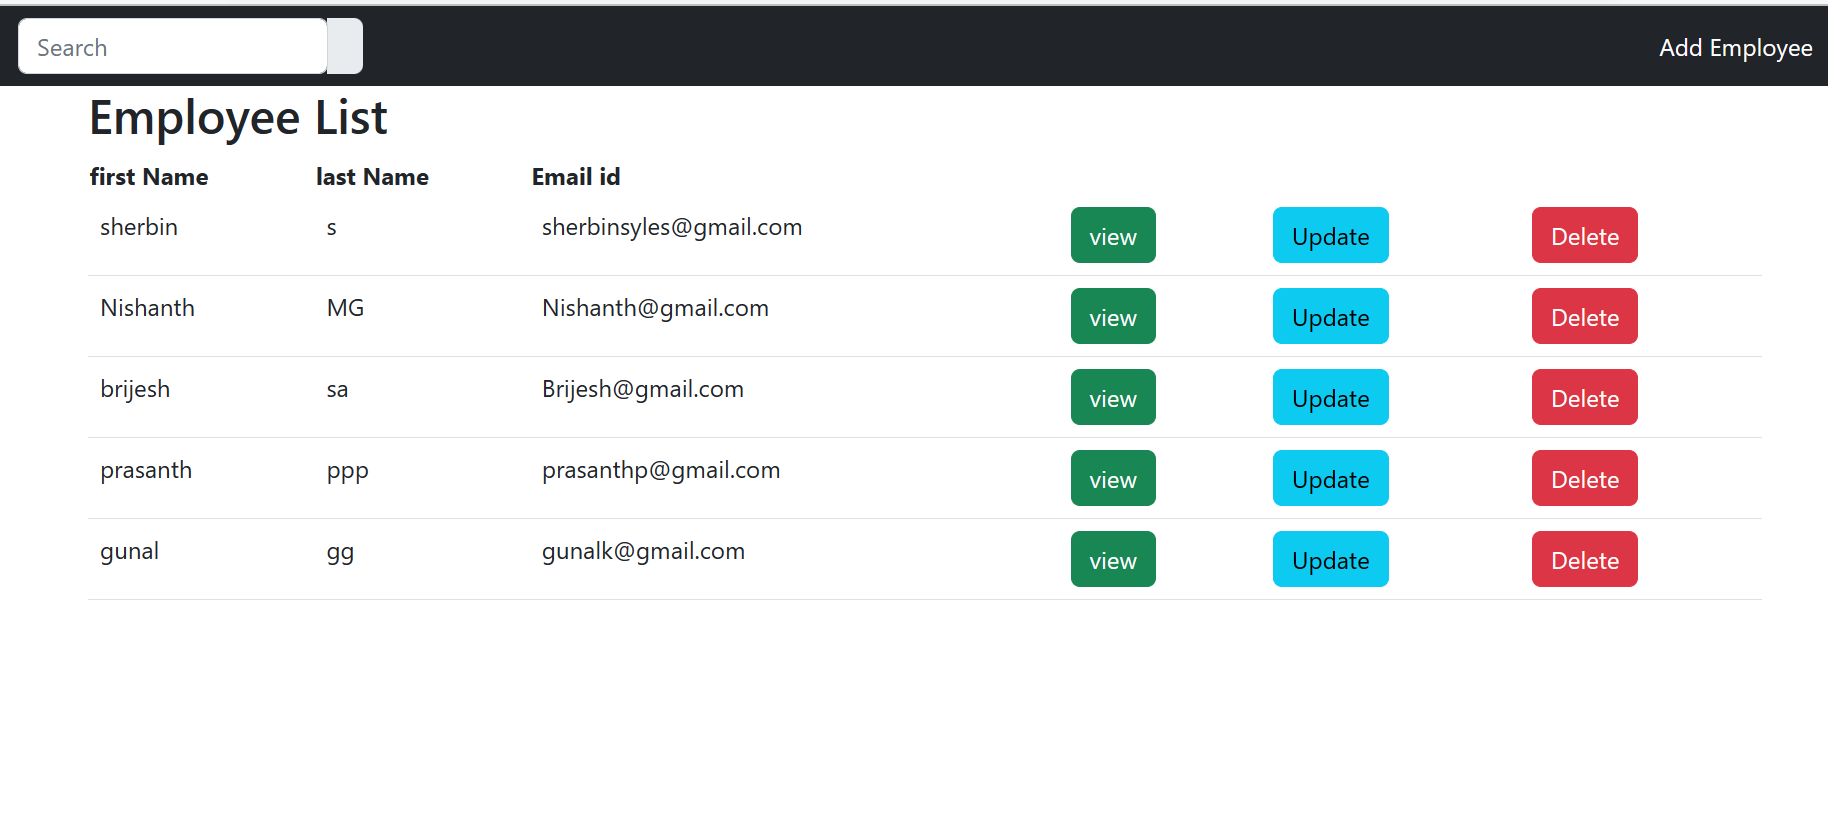 Search Add Employee
Employee List
first Name last Name Email id
sherbin s sherbinsyles@gmail.com view Update Delete
Nishanth MG Nishanth@gmail.com view Update Delete
brijesh sa Brijesh@gmail.com view Update Delete
prasanth ppp prasanthp@gmail.com view Update Delete
gunal gg gunalk@gmail.com view Update Delete